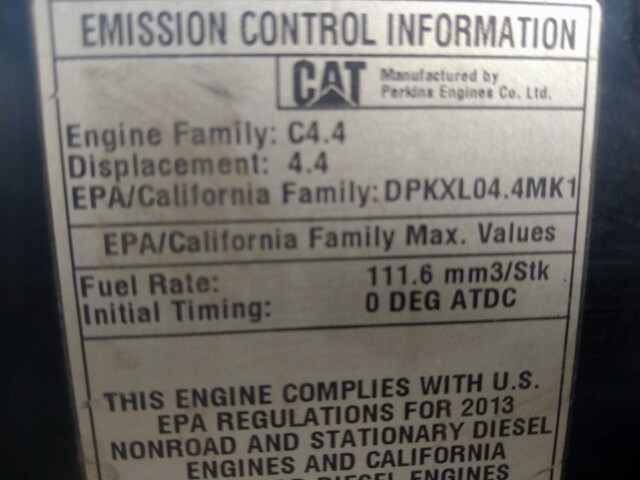 EMISSION CONTROL INFORMATION
CAT Manufactured by
Perkins Engines Co. Ltd.
Engine Family: C4.4
Displacement: 4.4
EPA/California Family: DPKXL04.4MK1
EPA/California Family Max. Values
Fuel Rate: 111.6 mm3/Stk
Initial Timing: 0 DEG ATDC
THIS ENGINE COMPLIES WITH U.S.
EPA REGULATIONS FOR 2013
NONROAD AND STATIONARY DIESEL
ENGINES AND CALIFORNIA
DIESEL ENGINES